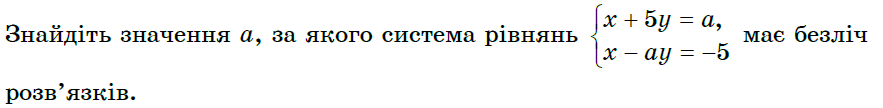 Знайдіть значення a, за якого система рівнянь { x + 5y = a, x − ay = −5 має безліч
розв’язків.